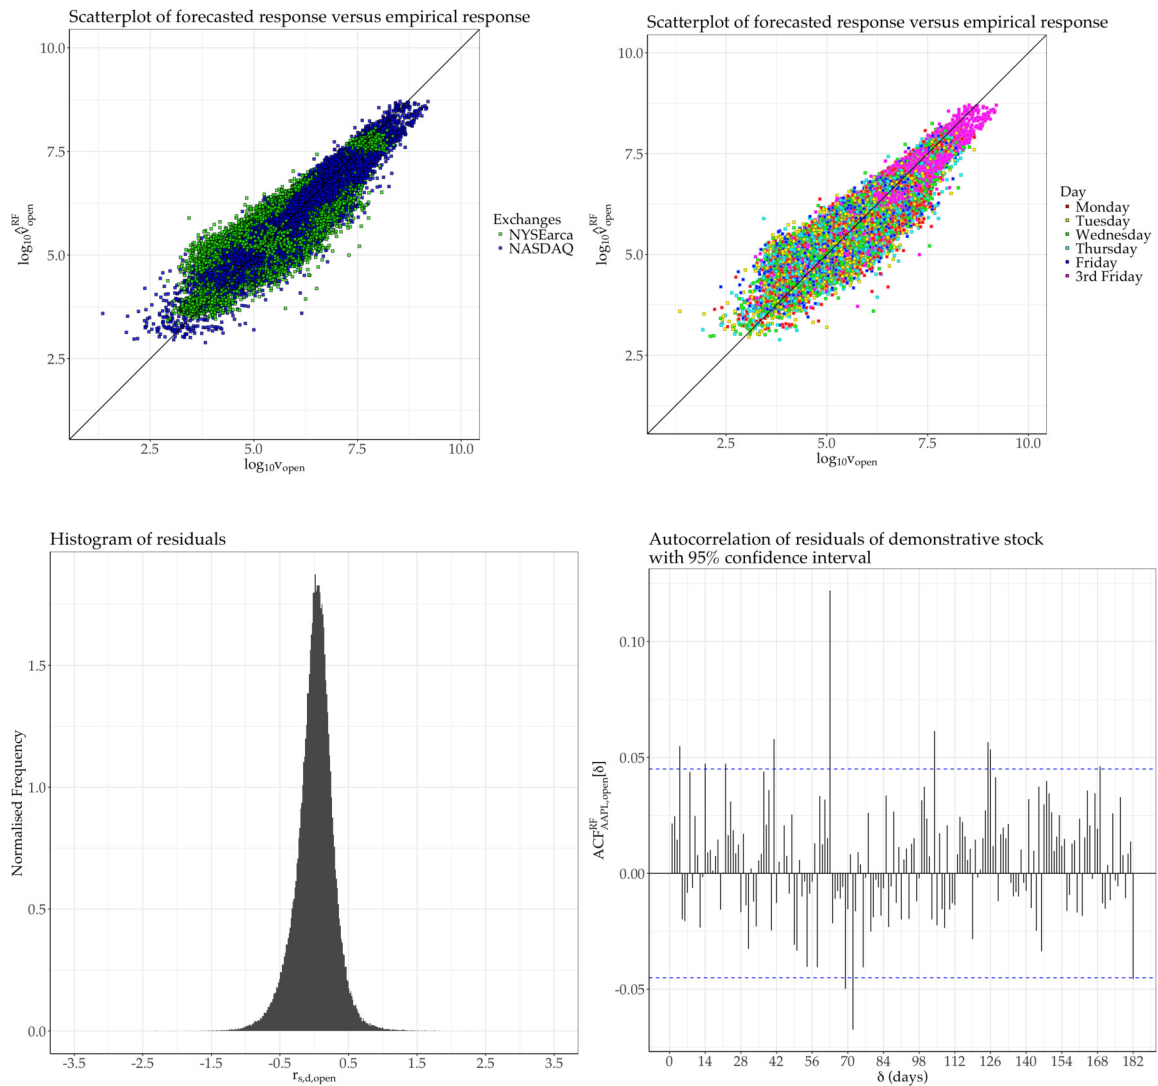 Scatterplot of forecasted response versus empirical response
10.0
7.5
5.0
2.5
log₁₀v̂ᴿᶠopen
2.5 5.0 7.5 10.0
log₁₀vopen
Exchanges
NYSEarca
NASDAQ
Scatterplot of forecasted response versus empirical response
10.0
7.5
5.0
2.5
log₁₀v̂ᴿᶠopen
2.5 5.0 7.5 10.0
log₁₀vopen
Day
Monday
Tuesday
Wednesday
Thursday
Friday
3rd Friday
Histogram of residuals
Normalised Frequency
1.5
1.0
0.5
0.0
-3.5 -2.5 -1.5 -0.5 0.5 1.5 2.5 3.5
rs,d,open
Autocorrelation of residuals of demonstrative stock
with 95% confidence interval
ACFᴿᶠAAPL,open[δ]
0.10
0.05
0.00
-0.05
0 14 28 42 56 70 84 98 112 126 140 154 168 182
δ (days)